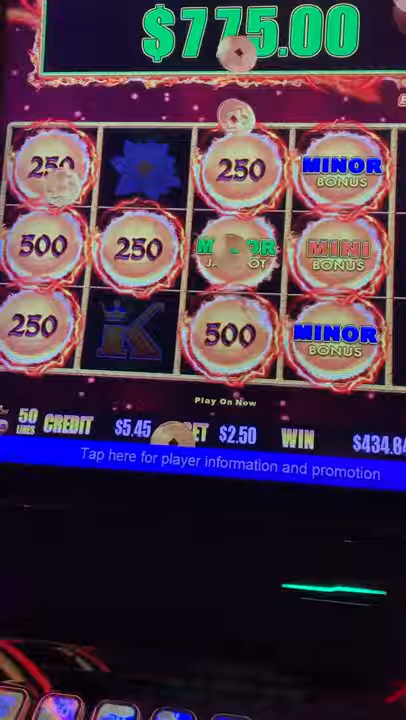 $775.00
250 250 MINOR
BONUS
500 250 MINI
BONUS
250 K 500 MINOR
BONUS
Play On Now
50
LINES
CREDIT $5.45 $2.50 WIN
Tap here for player information and promotion